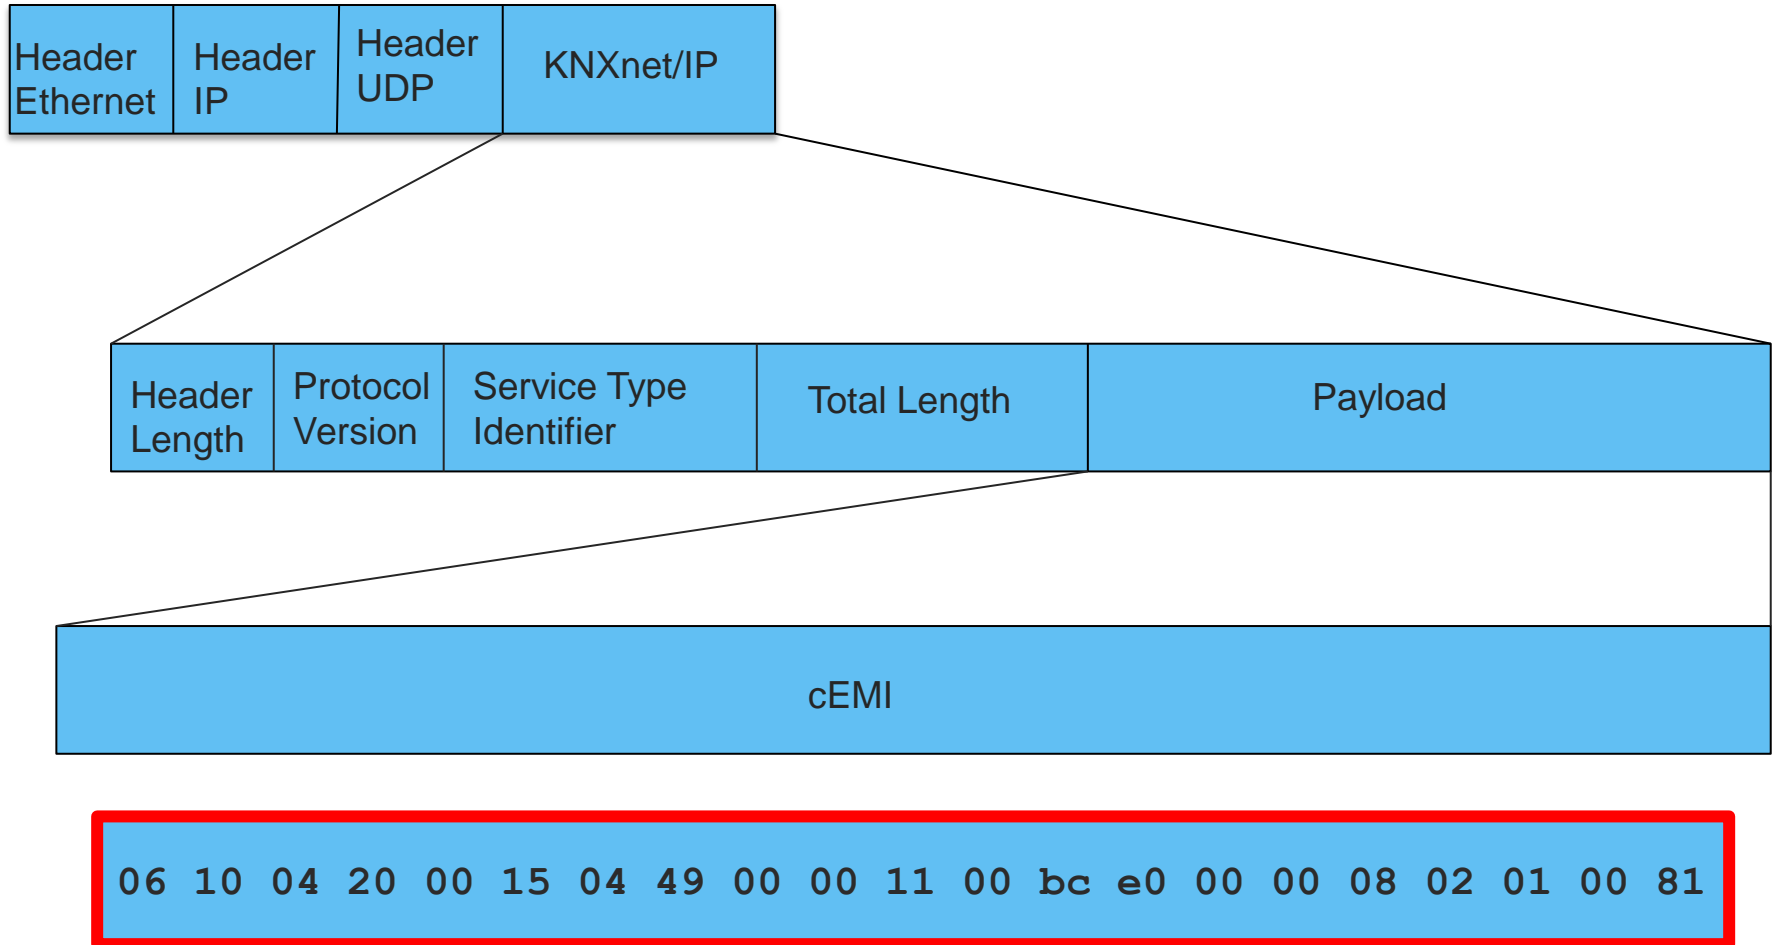 Header
Ethernet
Header
IP
Header
UDP
KNXnet/IP
Header
Length
Protocol
Version
Service Type
Identifier
Total Length
Payload
cEMI
06 10 04 20 00 15 04 49 00 00 11 00 bc e0 00 00 08 02 01 00 81